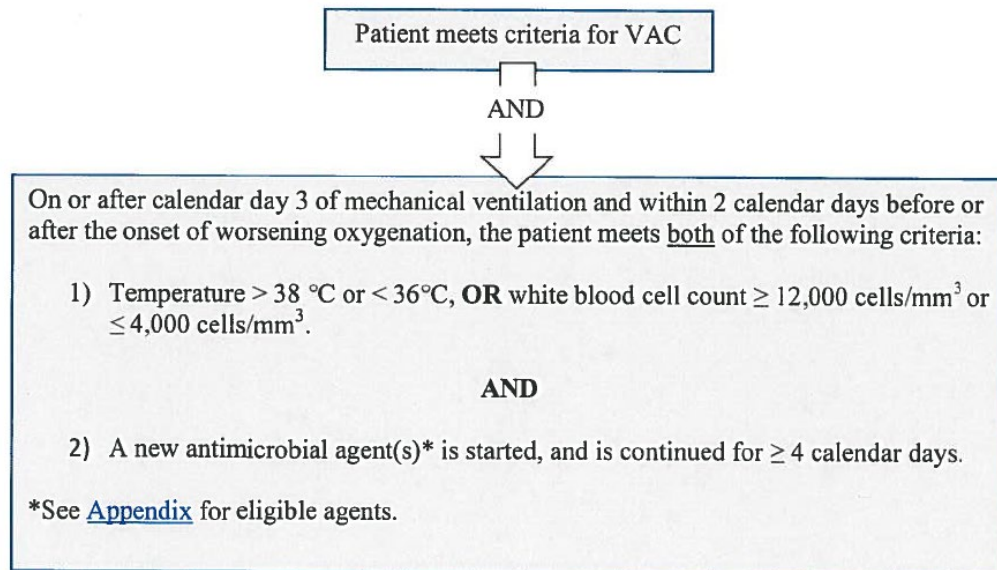 Patient meets criteria for VAC
AND
On or after calendar day 3 of mechanical ventilation and within 2 calendar days before or
after the onset of worsening oxygenation, the patient meets both of the following criteria:
1) Temperature > 38 °C or < 36°C, OR white blood cell count ≥ 12,000 cells/mm³ or
≤ 4,000 cells/mm³.
AND
2) A new antimicrobial agent(s)* is started, and is continued for ≥ 4 calendar days.
*See Appendix for eligible agents.